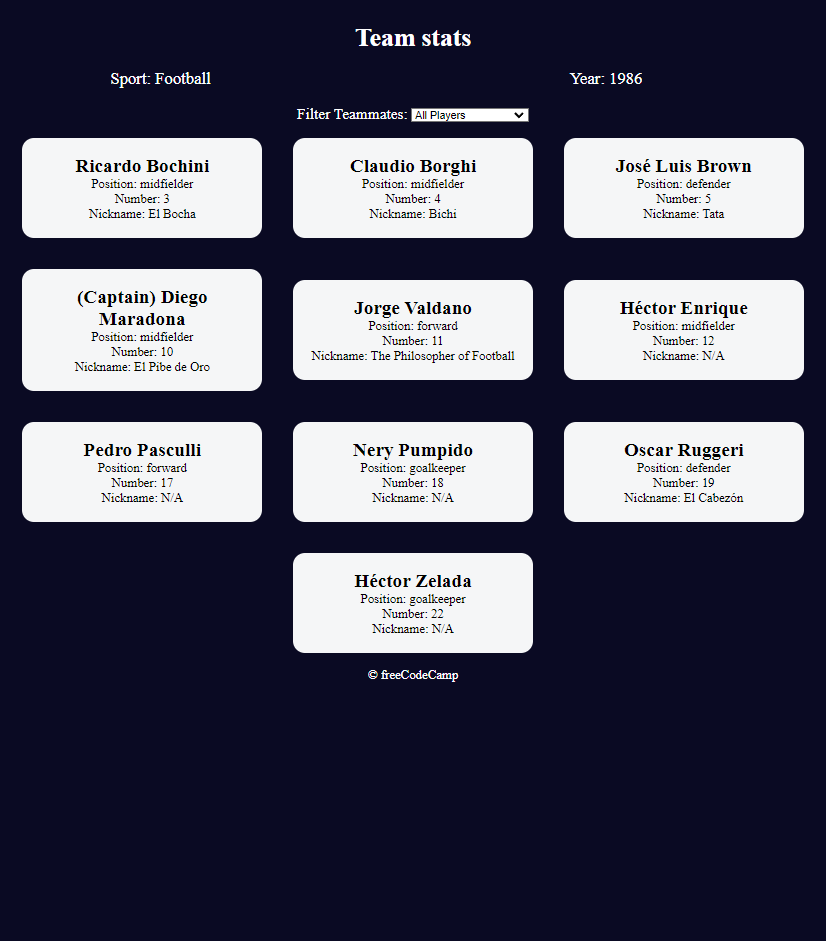 Team stats
Sport: Football
Year: 1986
Filter Teammates: All Players
Ricardo Bochini
Position: midfielder
Number: 3
Nickname: El Bocha
Claudio Borghi
Position: midfielder
Number: 4
Nickname: Bichi
José Luis Brown
Position: defender
Number: 5
Nickname: Tata
(Captain) Diego
Maradona
Position: midfielder
Number: 10
Nickname: El Pibe de Oro
Jorge Valdano
Position: forward
Number: 11
Nickname: The Philosopher of Football
Héctor Enrique
Position: midfielder
Number: 12
Nickname: N/A
Pedro Pasculli
Position: forward
Number: 17
Nickname: N/A
Nery Pumpido
Position: goalkeeper
Number: 18
Nickname: N/A
Oscar Ruggeri
Position: defender
Number: 19
Nickname: El Cabezón
Héctor Zelada
Position: goalkeeper
Number: 22
Nickname: N/A
© freeCodeCamp